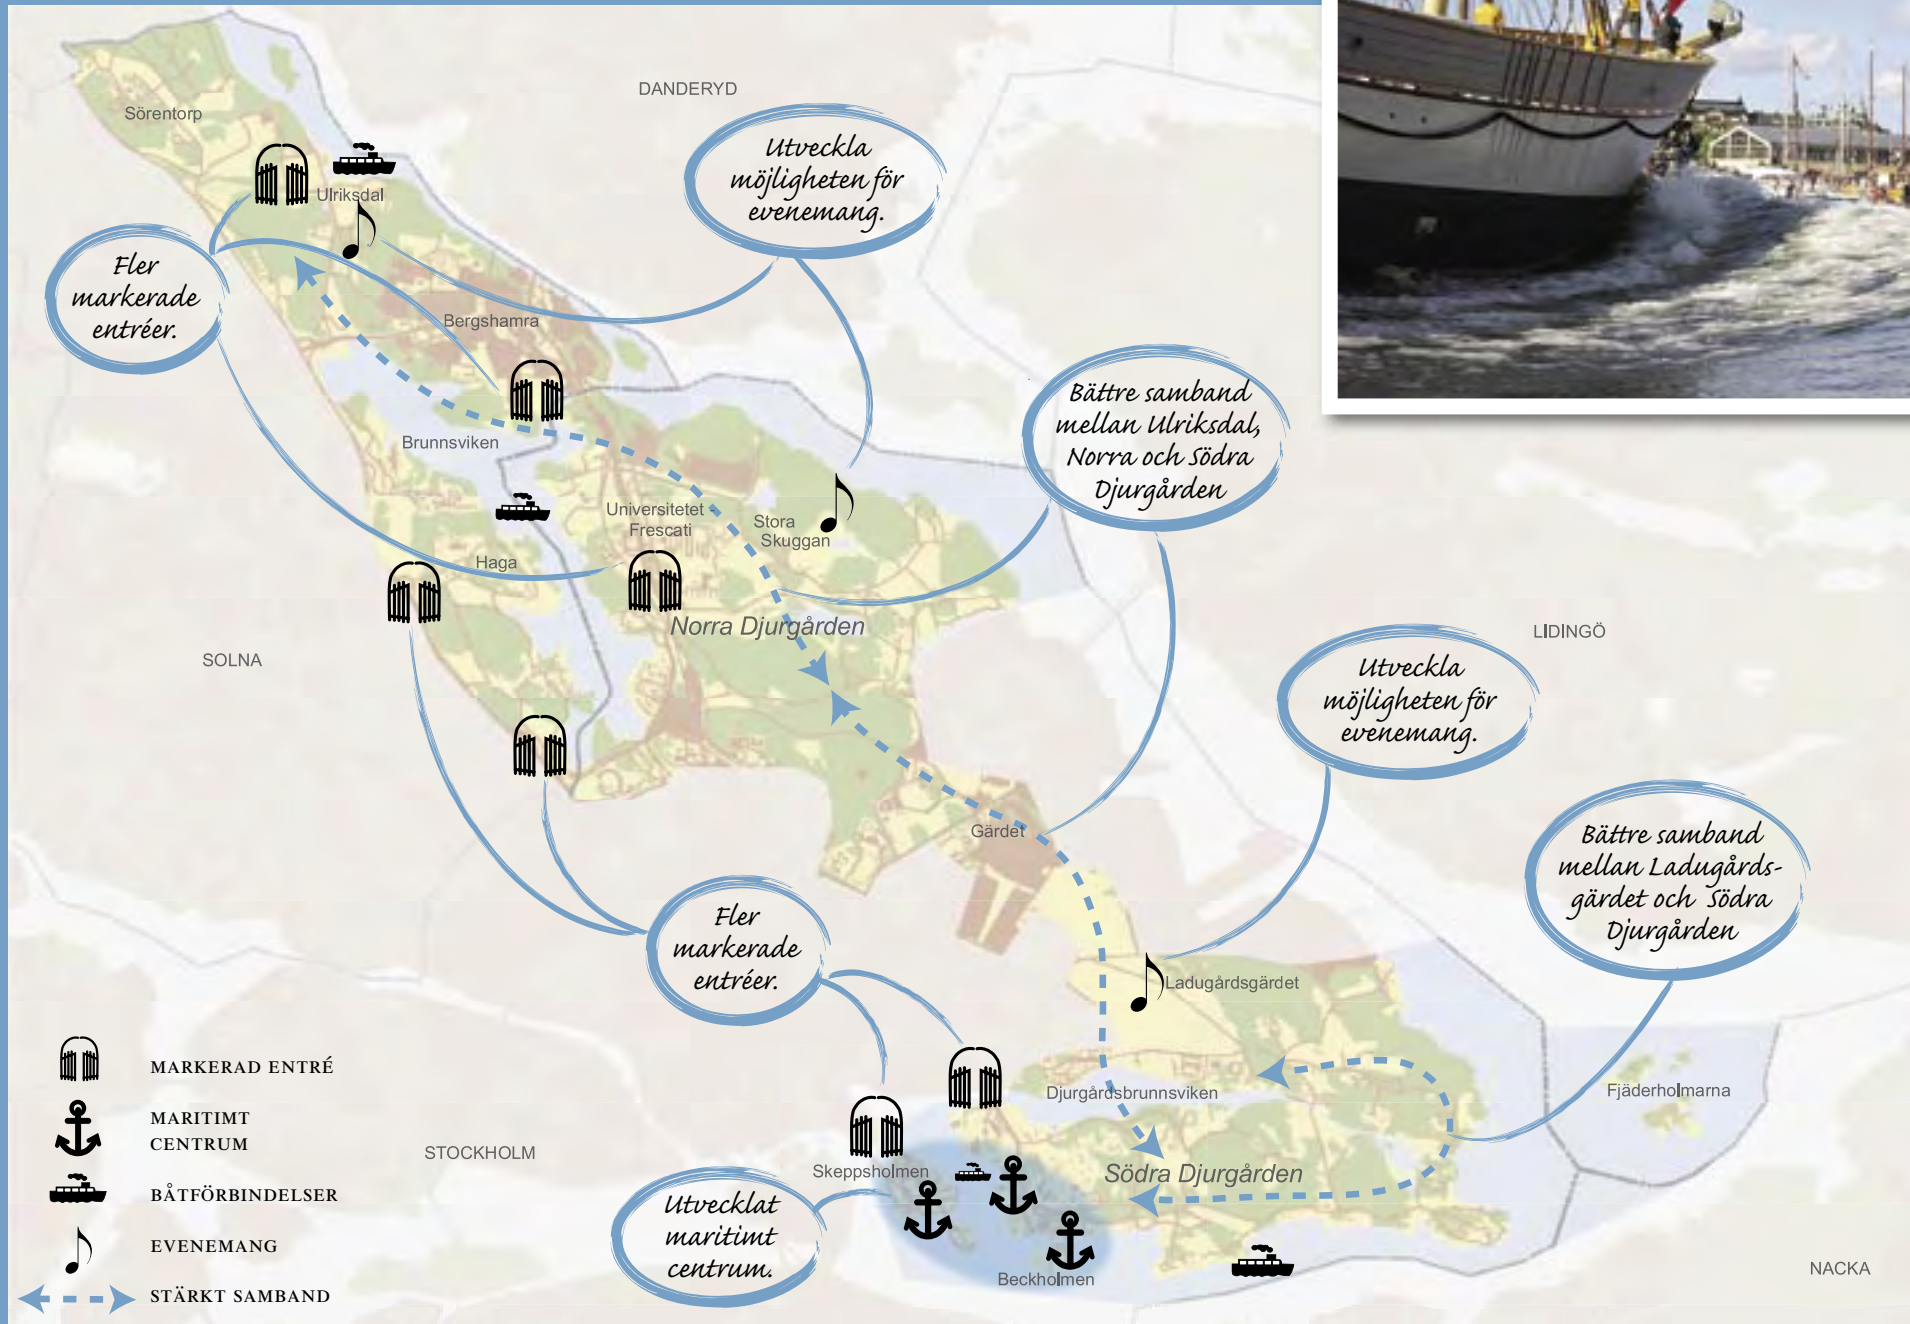 DANDERYD
Sörentorp
Utveckla
möjligheten för
evenemang.
Ulriksdal
Fler
markerade
entréer.
Bergshamra
Bättre samband
mellan Ulriksdal,
Norra och Södra
Djurgården
Brunnsviken
Universitetet -
Frescati
Stora
Skuggan
Haga
Norra Djurgården
SOLNA
LIDINGÖ
Utveckla
möjligheten för
evenemang.
Gärdet
Bättre samband
mellan Ladugårds-
gärdet och Södra
Djurgården
Fler
markerade
entréer.
Ladugårdsgärdet
Djurgårdsbrunnsviken
Fjäderholmarna
STOCKHOLM
Skeppsholmen
Södra Djurgården
Utvecklat
maritimt
centrum.
Beckholmen
NACKA
MARKERAD ENTRÉ
MARITIMT
CENTRUM
BÅTFÖRBINDELSER
EVENEMANG
STÄRKT SAMBAND